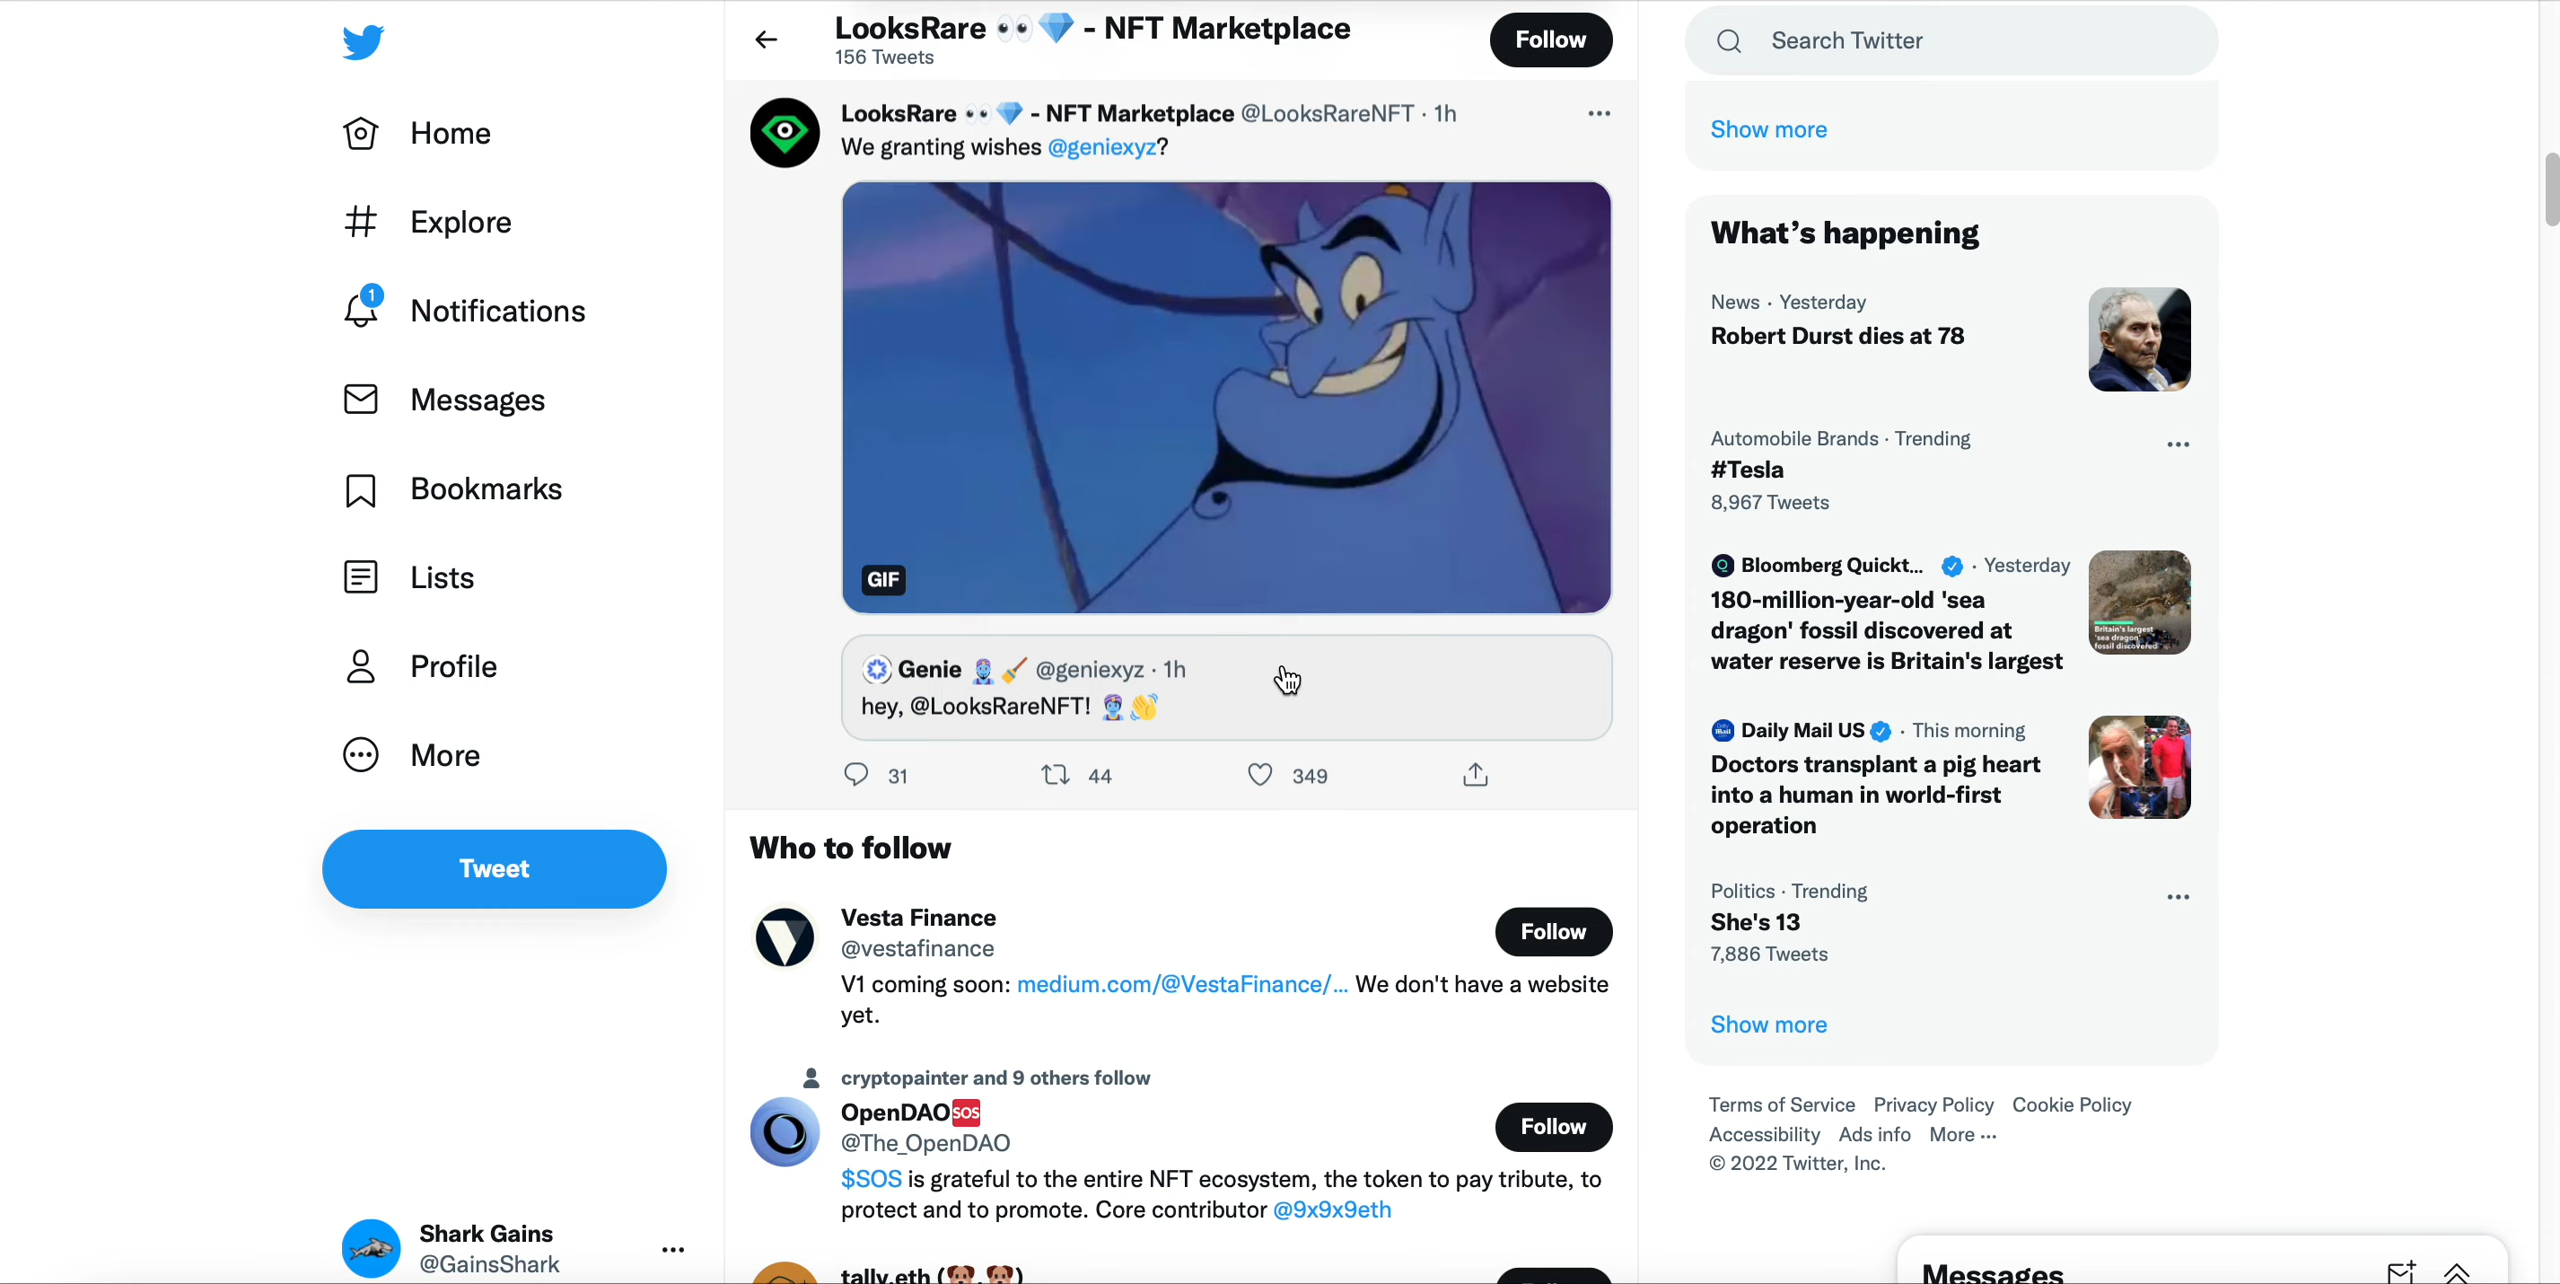 Home
Explore
1
Notifications
Messages
Bookmarks
Lists
Profile
More
Tweet
Shark Gains
@GainsShark
LooksRare 👀💎 - NFT Marketplace
156 Tweets
Follow
LooksRare 👀💎 - NFT Marketplace @LooksRareNFT · 1h
We granting wishes @geniexyz?
GIF
Genie 🧞‍♂️🧹 @geniexyz · 1h
hey, @LooksRareNFT! 🧞‍♂️👋
31 44 349
Who to follow
Vesta Finance
@vestafinance
Follow
V1 coming soon: medium.com/@VestaFinance/... We don't have a website
yet.
cryptopainter and 9 others follow
OpenDAO🆘
@The_OpenDAO
Follow
$SOS is grateful to the entire NFT ecosystem, the token to pay tribute, to
protect and to promote. Core contributor @9x9x9eth
tally.eth (🐶,🐶)
Search Twitter
Show more
What's happening
News · Yesterday
Robert Durst dies at 78
Automobile Brands · Trending
#Tesla
8,967 Tweets
Bloomberg Quickt... · Yesterday
180-million-year-old 'sea
dragon' fossil discovered at
water reserve is Britain's largest
Britain's largest
'sea dragon'
fossil discovered
Daily Mail US · This morning
Doctors transplant a pig heart
into a human in world-first
operation
Politics · Trending
She's 13
7,886 Tweets
Show more
Terms of Service Privacy Policy Cookie Policy
Accessibility Ads info More ···
© 2022 Twitter, Inc.
Messages